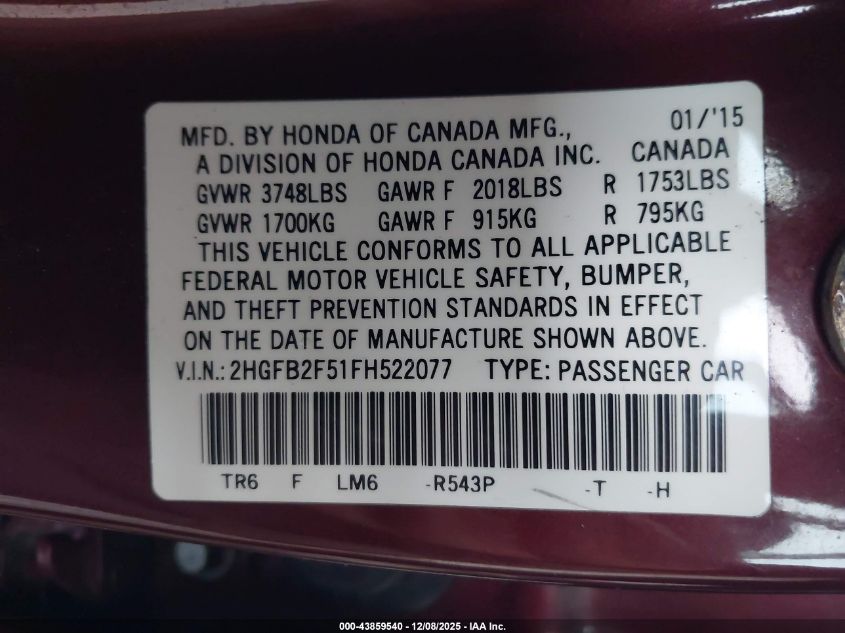 MFD. BY HONDA OF CANADA MFG., 01/'15
A DIVISION OF HONDA CANADA INC. CANADA
GVWR 3748LBS GAWR F 2018LBS R 1753LBS
GVWR 1700KG GAWR F 915KG R 795KG
THIS VEHICLE CONFORMS TO ALL APPLICABLE
FEDERAL MOTOR VEHICLE SAFETY, BUMPER,
AND THEFT PREVENTION STANDARDS IN EFFECT
ON THE DATE OF MANUFACTURE SHOWN ABOVE.
V.I.N.: 2HGFB2F51FH522077 TYPE: PASSENGER CAR
TR6 F LM6 -R543P -T -H
000-43859540 - 12/08/2025 - IAA Inc.